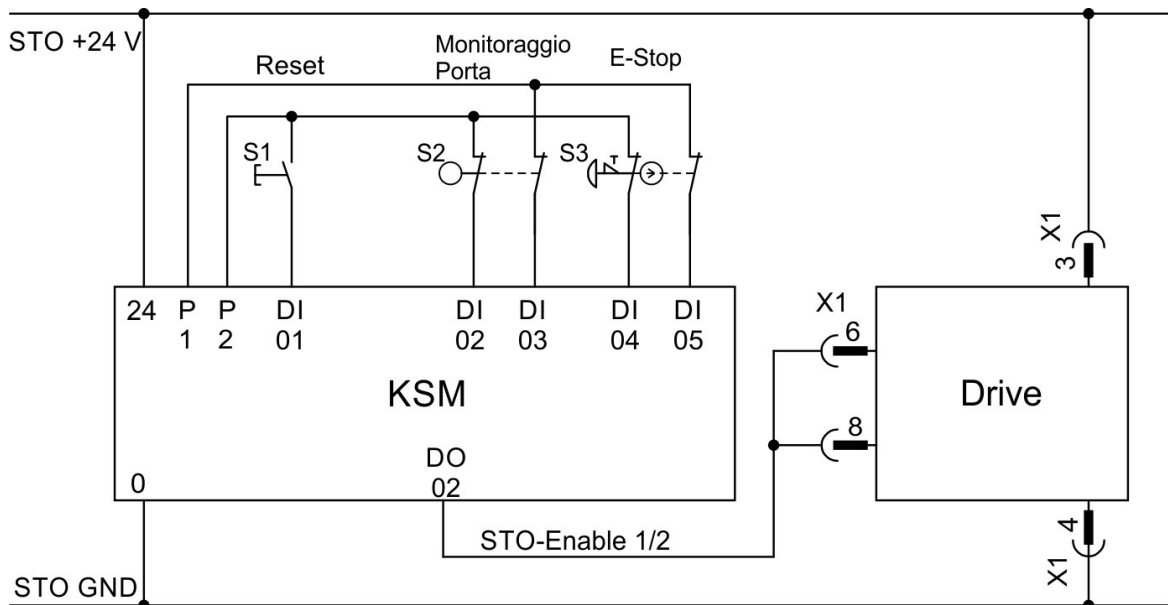 STO +24 V
Reset
Monitoraggio
Porta
E-Stop
S1
S2
S3
X1
3
24
P
1
P
2
DI
01
DI
02
DI
03
DI
04
DI
05
X1
6
KSM
Drive
8
DO
02
0
4
X1
STO-Enable 1/2
STO GND